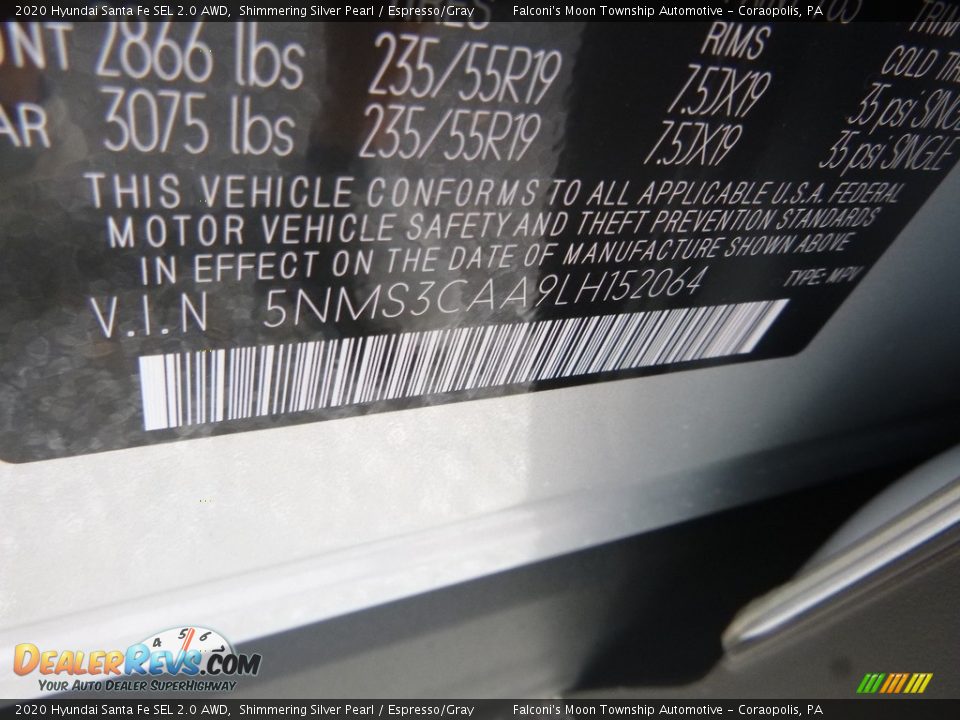 2020 Hyundai Santa Fe SEL 2.0 AWD, Shimmering Silver Pearl / Espresso/Gray Falconi's Moon Township Automotive - Coraopolis, PA
RIMS TRIM
2866 lbs 235/55R19 7.5JX19 COLD
3075 lbs 235/55R19 7.5JX19 35 psi SINGLE
35 psi SINGLE
THIS VEHICLE CONFORMS TO ALL APPLICABLE U.S.A. FEDERAL
MOTOR VEHICLE SAFETY AND THEFT PREVENTION STANDARDS
IN EFFECT ON THE DATE OF MANUFACTURE SHOWN ABOVE
V.I.N 5NMS3CAA9LH152064 TYPE: MPV
4 5 6
DEALERREVS.COM
YOUR AUTO DEALER SUPERHIGHWAY
2020 Hyundai Santa Fe SEL 2.0 AWD, Shimmering Silver Pearl / Espresso/Gray Falconi's Moon Township Automotive - Coraopolis, PA